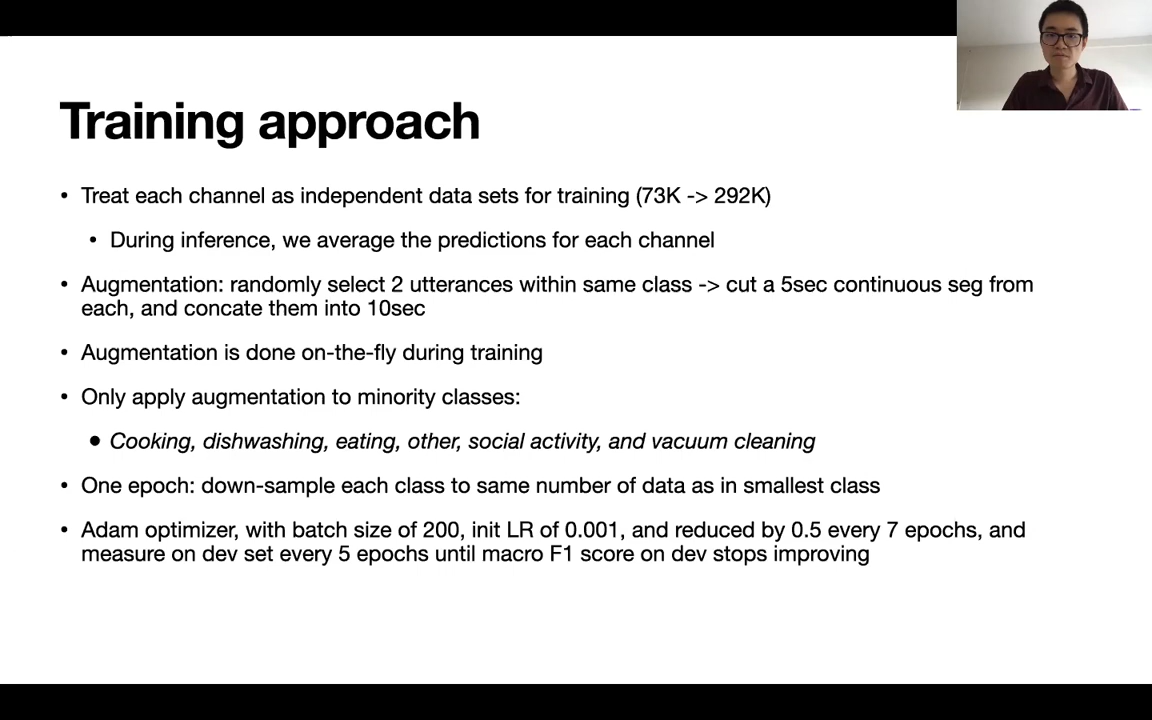 Training approach
• Treat each channel as independent data sets for training (73K -> 292K)
• During inference, we average the predictions for each channel
• Augmentation: randomly select 2 utterances within same class -> cut a 5sec continuous seg from
each, and concate them into 10sec
• Augmentation is done on-the-fly during training
• Only apply augmentation to minority classes:
• Cooking, dishwashing, eating, other, social activity, and vacuum cleaning
• One epoch: down-sample each class to same number of data as in smallest class
• Adam optimizer, with batch size of 200, init LR of 0.001, and reduced by 0.5 every 7 epochs, and
measure on dev set every 5 epochs until macro F1 score on dev stops improving